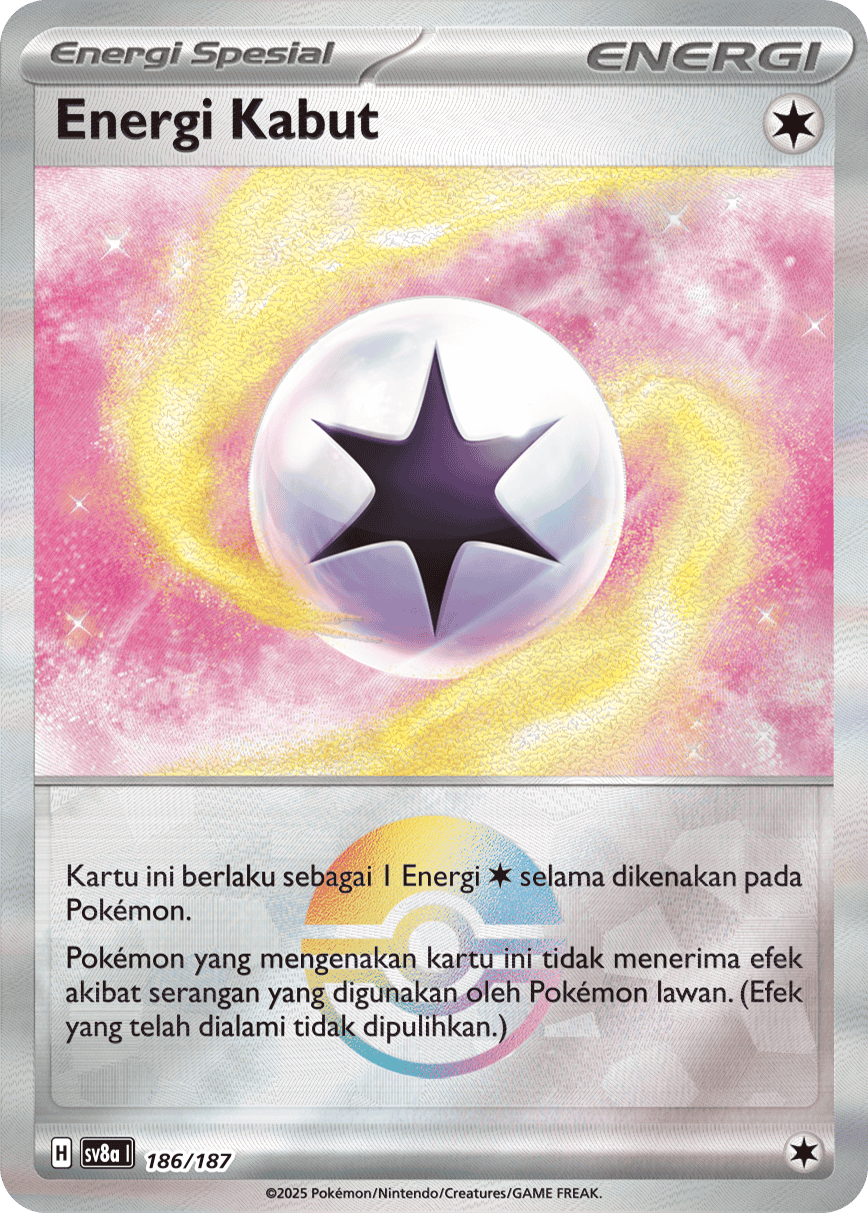 Energi Spesial
ENERGI
Energi Kabut
Kartu ini berlaku sebagai 1 Energi ✶ selama dikenakan pada
Pokémon.
Pokémon yang mengenakan kartu ini tidak menerima efek
akibat serangan yang digunakan oleh Pokémon lawan. (Efek
yang telah dialami tidak dipulihkan.)
H sv8a I 186/187
©2025 Pokémon/Nintendo/Creatures/GAME FREAK.